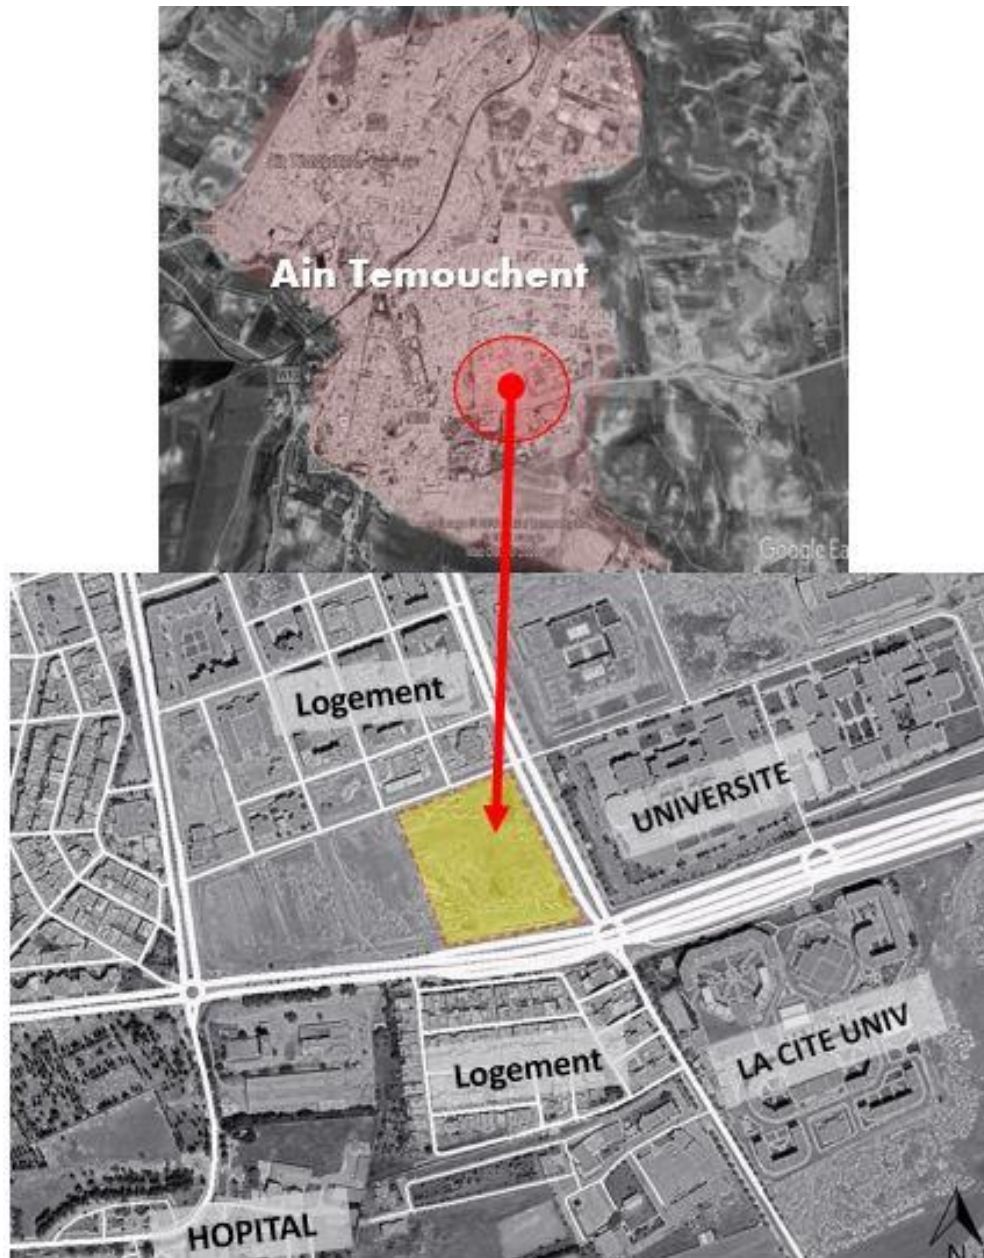 Ain Temouchent
Google Ea
Logement
UNIVERSITE
Logement
LA CITE UNIV
HOPITAL